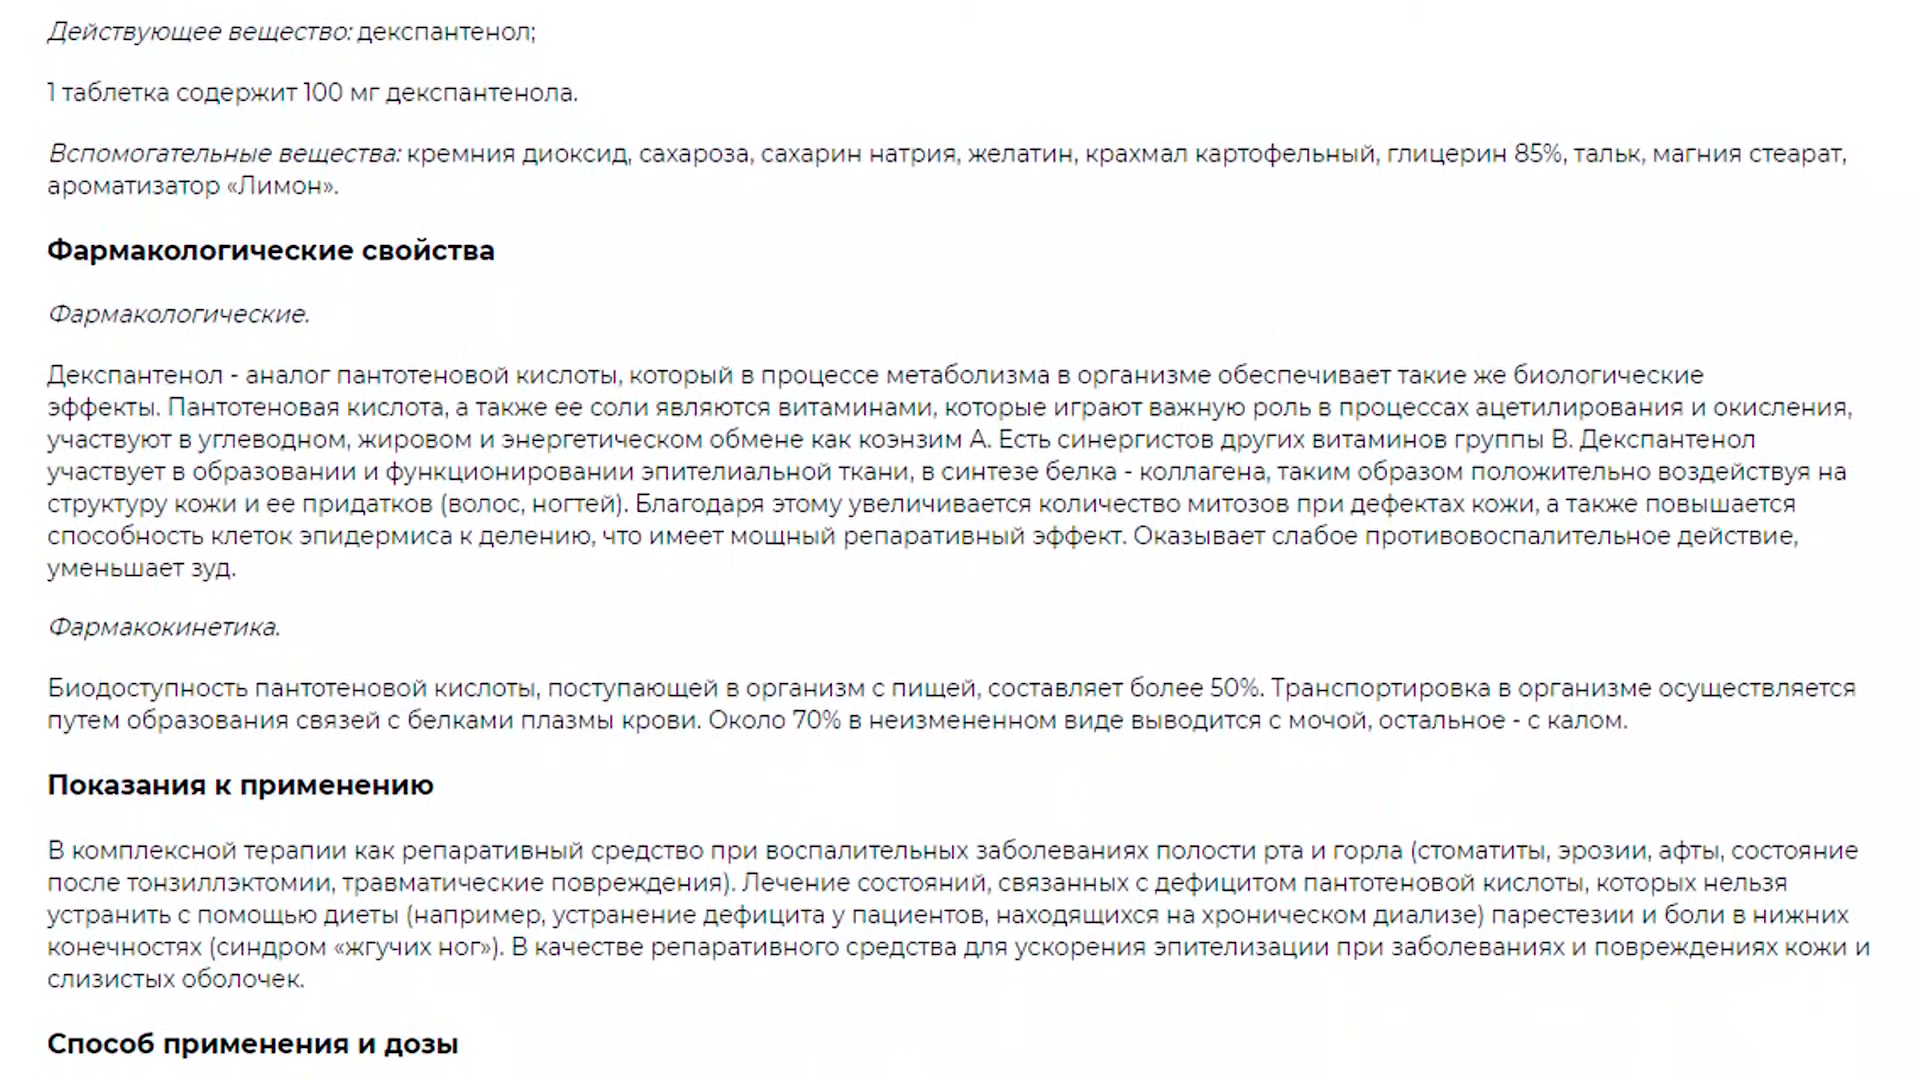 Действующее вещество: декспантенол;
1 таблетка содержит 100 мг декспантенола.
Вспомогательные вещества: кремния диоксид, сахароза, сахарин натрия, желатин, крахмал картофельный, глицерин 85%, тальк, магния стеарат,
ароматизатор «Лимон».
Фармакологические свойства
Фармакологические.
Декспантенол - аналог пантотеновой кислоты, который в процессе метаболизма в организме обеспечивает такие же биологические
эффекты. Пантотеновая кислота, а также ее соли являются витаминами, которые играют важную роль в процессах ацетилирования и окисления,
участвуют в углеводном, жировом и энергетическом обмене как коэнзим А. Есть синергистов других витаминов группы В. Декспантенол
участвует в образовании и функционировании эпителиальной ткани, в синтезе белка - коллагена, таким образом положительно воздействуя на
структуру кожи и ее придатков (волос, ногтей). Благодаря этому увеличивается количество митозов при дефектах кожи, а также повышается
способность клеток эпидермиса к делению, что имеет мощный репаративный эффект. Оказывает слабое противовоспалительное действие,
уменьшает зуд.
Фармакокинетика.
Биодоступность пантотеновой кислоты, поступающей в организм с пищей, составляет более 50%. Транспортировка в организме осуществляется
путем образования связей с белками плазмы крови. Около 70% в неизмененном виде выводится с мочой, остальное - с калом.
Показания к применению
В комплексной терапии как репаративный средство при воспалительных заболеваниях полости рта и горла (стоматиты, эрозии, афты, состояние
после тонзиллэктомии, травматические повреждения). Лечение состояний, связанных с дефицитом пантотеновой кислоты, которых нельзя
устранить с помощью диеты (например, устранение дефицита у пациентов, находящихся на хроническом диализе) парестезии и боли в нижних
конечностях (синдром «жгучих ног»). В качестве репаративного средства для ускорения эпителизации при заболеваниях и повреждениях кожи и
слизистых оболочек.
Способ применения и дозы